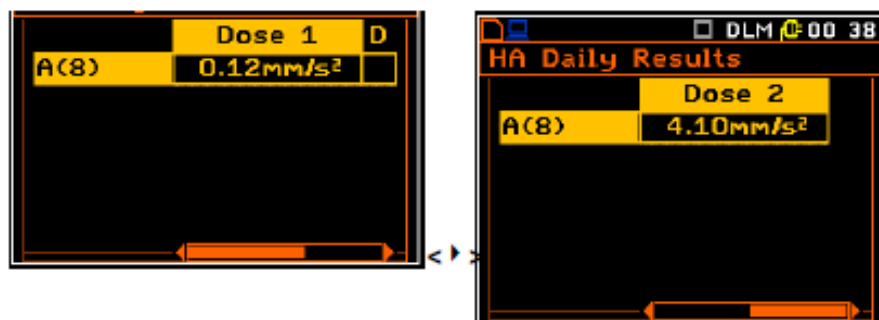 Dose 1 D
A(8) 0.12mm/s²
< >
DLM 00 38
HA Daily Results
Dose 2
A(8) 4.10mm/s²